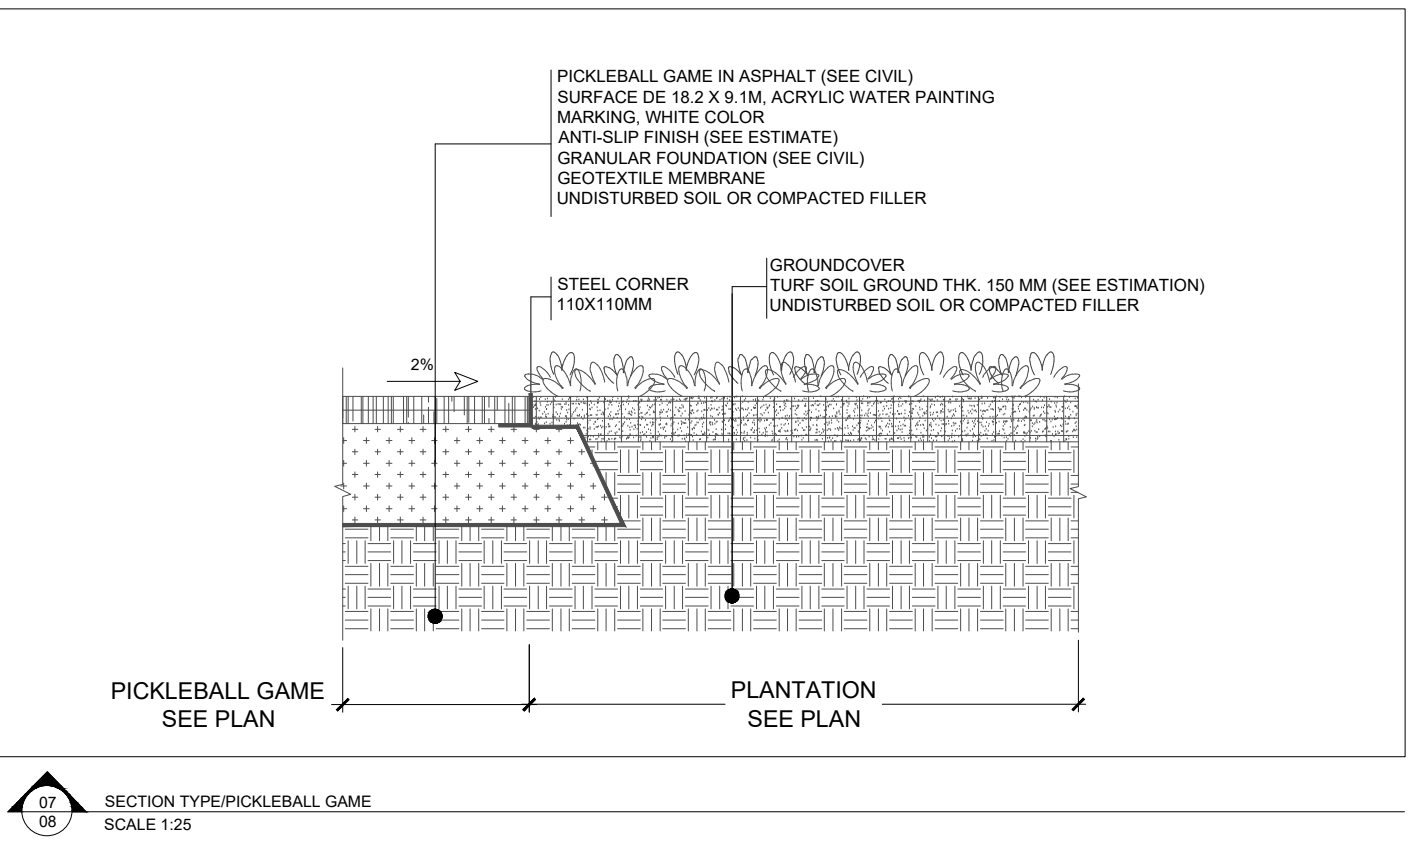 PICKLEBALL GAME IN ASPHALT (SEE CIVIL)
SURFACE DE 18.2 X 9.1M, ACRYLIC WATER PAINTING
MARKING, WHITE COLOR
ANTI-SLIP FINISH (SEE ESTIMATE)
GRANULAR FOUNDATION (SEE CIVIL)
GEOTEXTILE MEMBRANE
UNDISTURBED SOIL OR COMPACTED FILLER
GROUNDCOVER
TURF SOIL GROUND THK. 150 MM (SEE ESTIMATION)
UNDISTURBED SOIL OR COMPACTED FILLER
STEEL CORNER
110X110MM
2%
PICKLEBALL GAME
SEE PLAN
PLANTATION
SEE PLAN
07
08
SECTION TYPE/PICKLEBALL GAME
SCALE 1:25